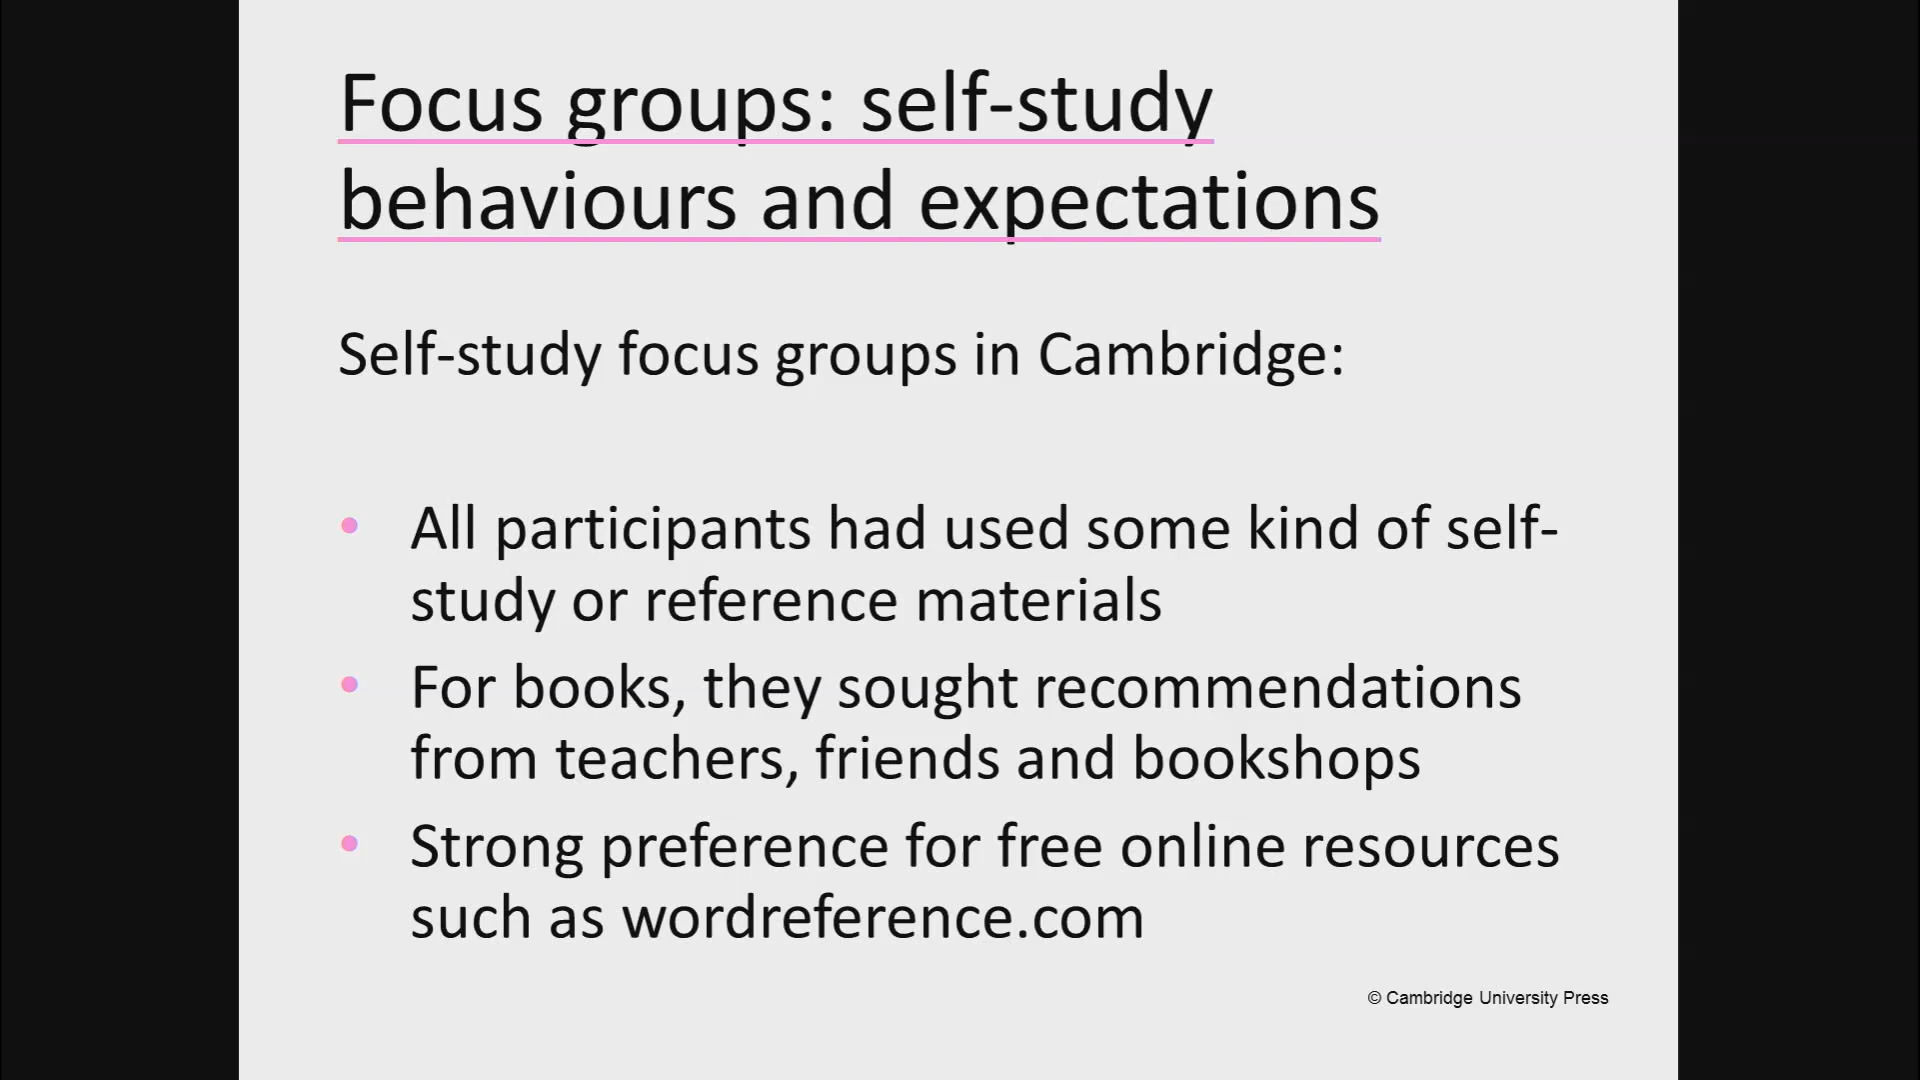 Focus groups: self-study
behaviours and expectations
Self-study focus groups in Cambridge:
• All participants had used some kind of self-
study or reference materials
• For books, they sought recommendations
from teachers, friends and bookshops
• Strong preference for free online resources
such as wordreference.com
© Cambridge University Press